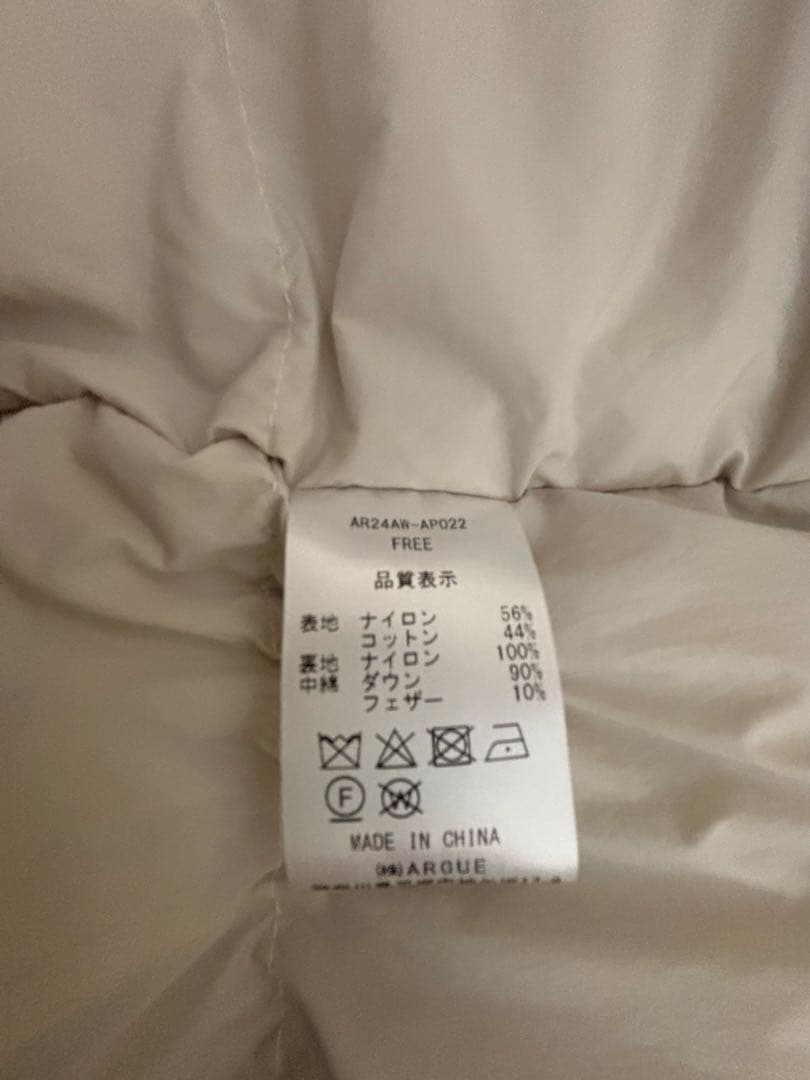 AR24AW-AP022
FREE
品質表示
表地 ナイロン 56%
コットン 44%
裏地 ナイロン 100%
中綿 ダウン 90%
フェザー 10%
F W
MADE IN CHINA
㈱ARGUE